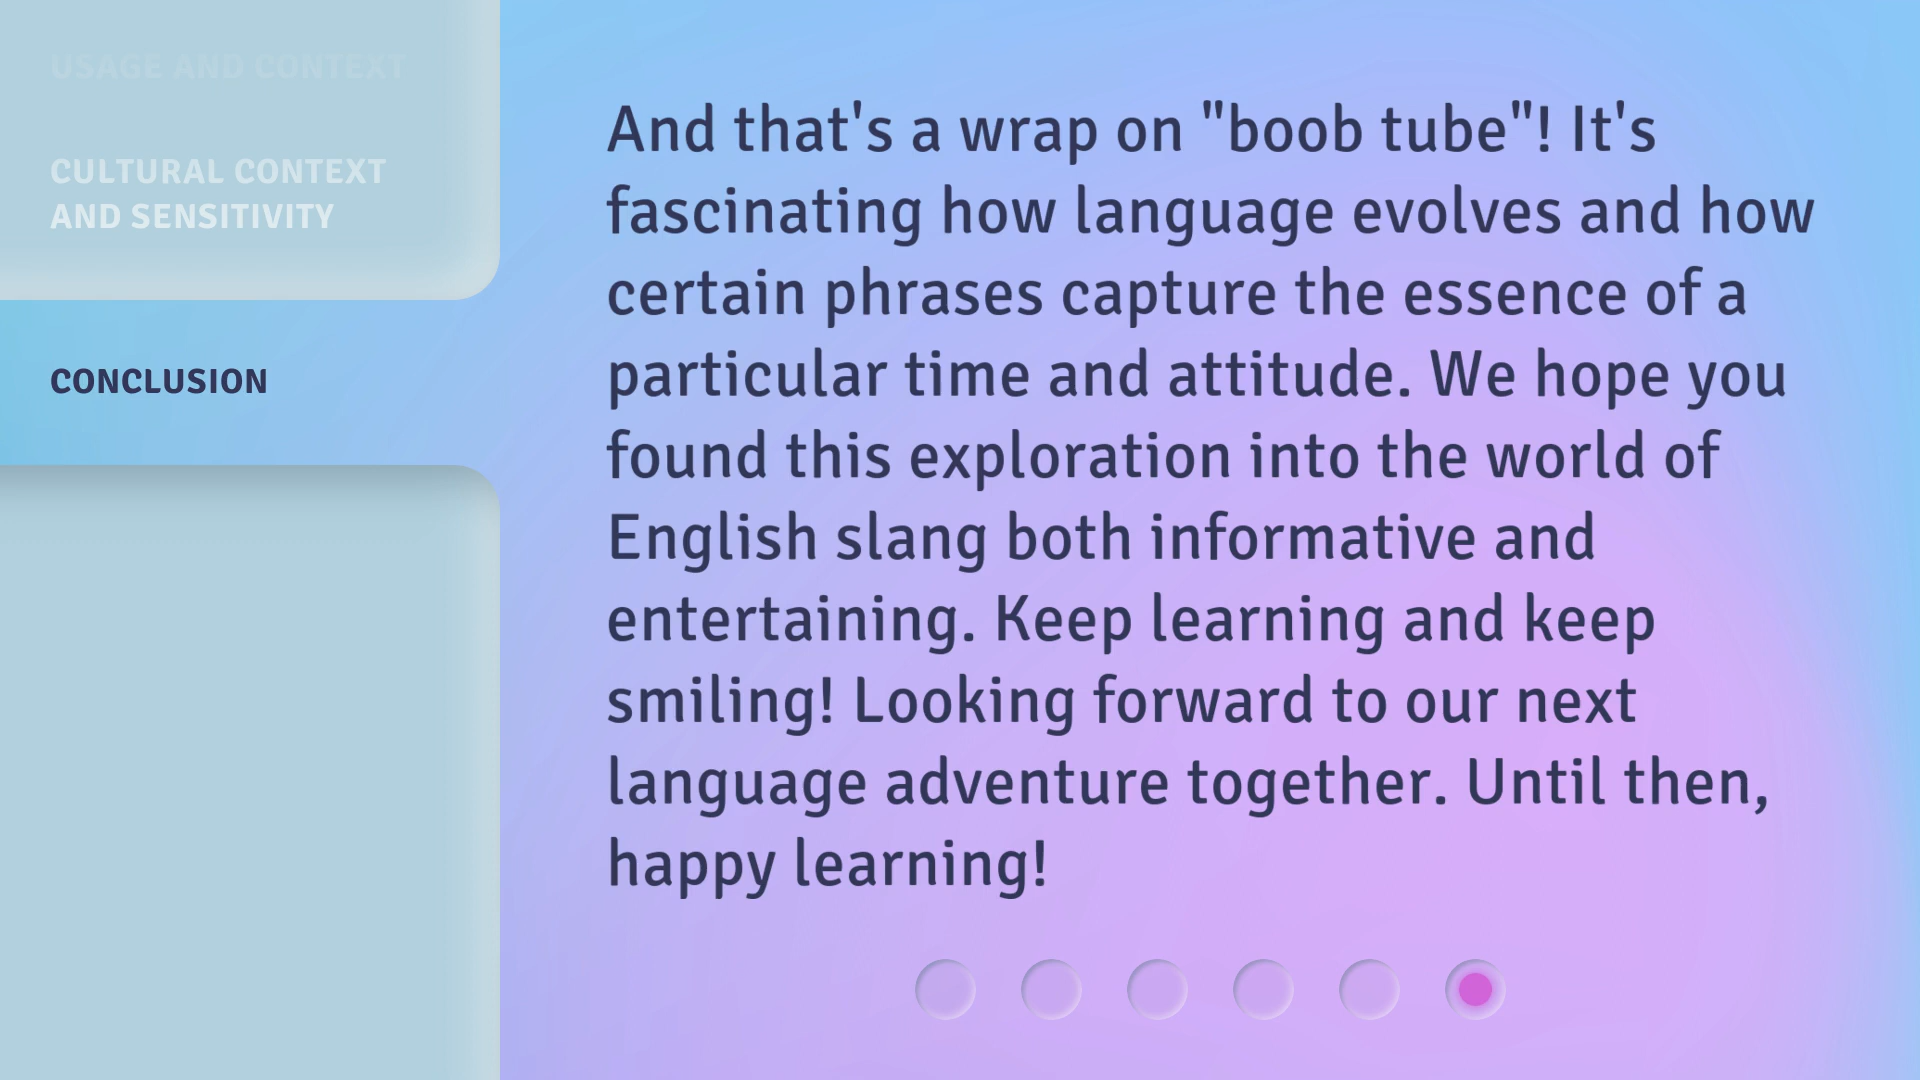 USAGE AND CONTEXT
CULTURAL CONTEXT
AND SENSITIVITY
CONCLUSION
And that's a wrap on "boob tube"! It's
fascinating how language evolves and how
certain phrases capture the essence of a
particular time and attitude. We hope you
found this exploration into the world of
English slang both informative and
entertaining. Keep learning and keep
smiling! Looking forward to our next
language adventure together. Until then,
happy learning!